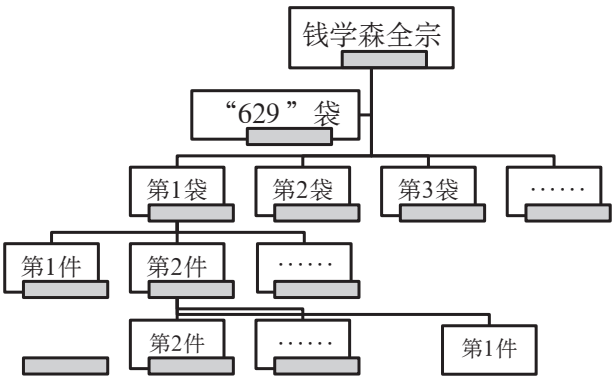 钱学森全宗
“629”袋
第1袋
第2袋
第3袋
……
第1件
第2件
……
第2件
……
第1件